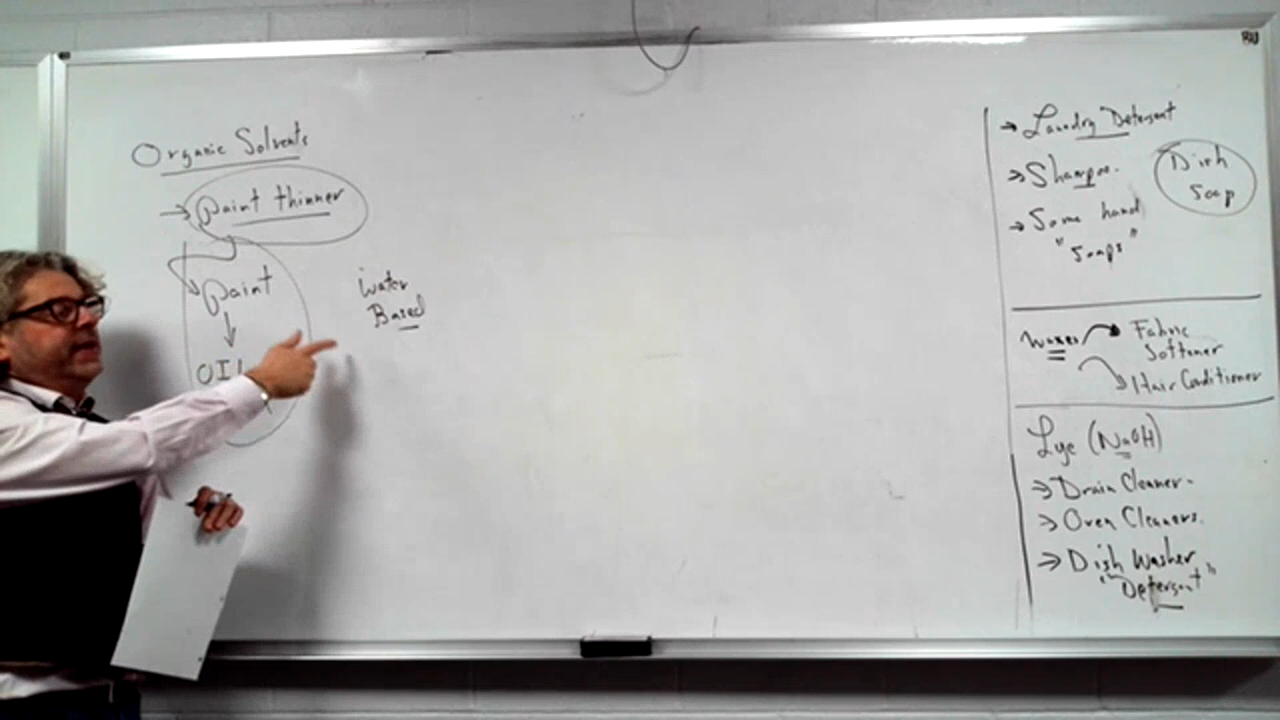 Organic Solvents
→ Paint thinner
Paint
↓
OIL
Water
Based
→ Laundry Detergent
→ Shampoo.
→ Some hand
"Soaps"
Dish
Soap
Waxes → Fabric
Softener
→ Hair Conditioner
Lye (NaOH)
→ Drain Cleaner.
→ Oven Cleaners.
→ Dish Washer
"Detergent"